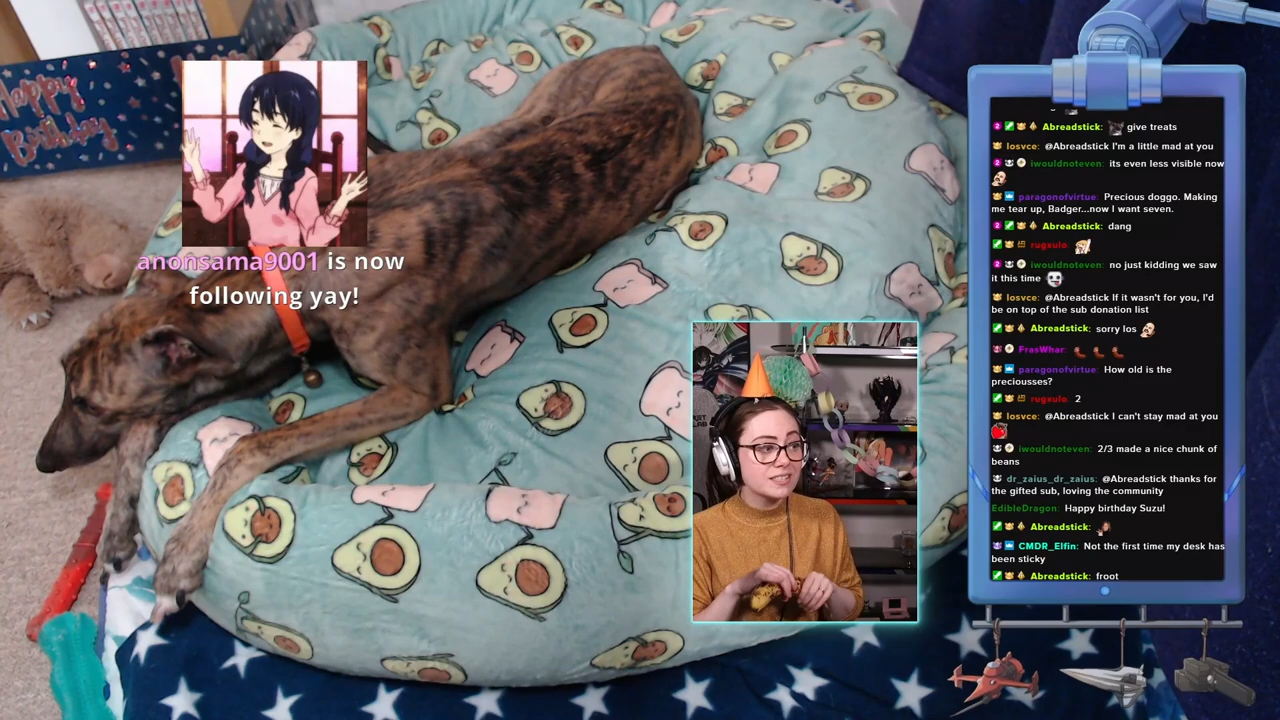 Happy
Birthday
anonsama9001 is now
following yay!
Abreadstick: give treats
losvce: @Abreadstick I'm a little mad at you
iwouldnoteven: its even less visible now
paragonofvirtue: Precious doggo. Making
me tear up, Badger...now I want seven.
Abreadstick: dang
rugxulo:
iwouldnoteven: no just kidding we saw
it this time
losvce: @Abreadstick If it wasn't for you, I'd
be on top of the sub donation list
Abreadstick: sorry los
FrasWhar:
paragonofvirtue: How old is the
preciousses?
rugxulo: 2
losvce: @Abreadstick I can't stay mad at you
iwouldnoteven: 2/3 made a nice chunk of
beans
dr_zaius_dr_zaius: @Abreadstick thanks for
the gifted sub, loving the community
EdibleDragon: Happy birthday Suzu!
Abreadstick:
CMDR_Elfin: Not the first time my desk has
been sticky
Abreadstick: froot